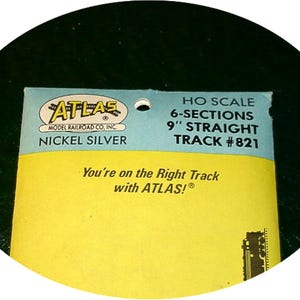 ATLAS®
MODEL RAILROAD CO., INC.
NICKEL SILVER
HO SCALE
6-SECTIONS
9" STRAIGHT
TRACK #821
You're on the Right Track
with ATLAS!®